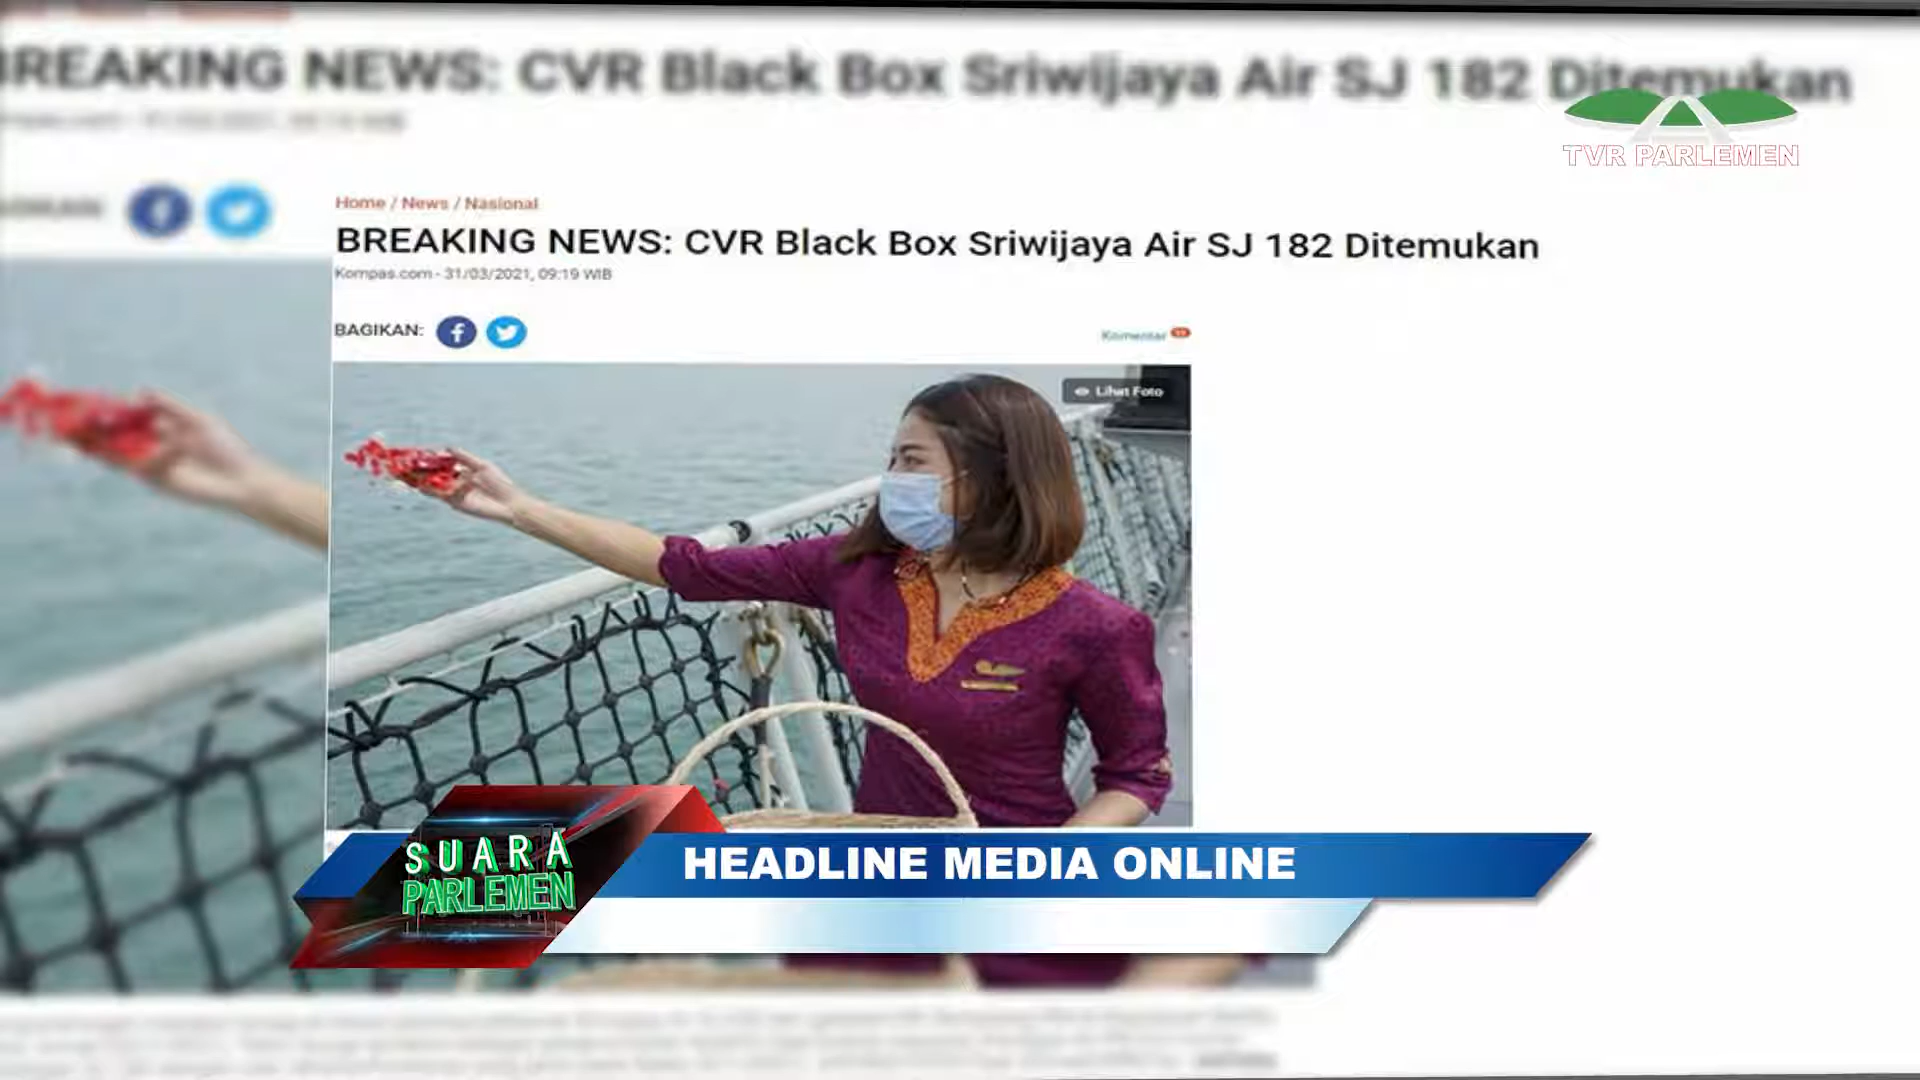 BREAKING NEWS: CVR Black Box Sriwijaya Air SJ 182 Ditemukan
TVR PARLEMEN
Home / News / Nasional
BREAKING NEWS: CVR Black Box Sriwijaya Air SJ 182 Ditemukan
Kompas.com - 31/03/2021, 09:19 WIB
BAGIKAN:
Komentar
Lihat Foto
SUARA
PARLEMEN
HEADLINE MEDIA ONLINE